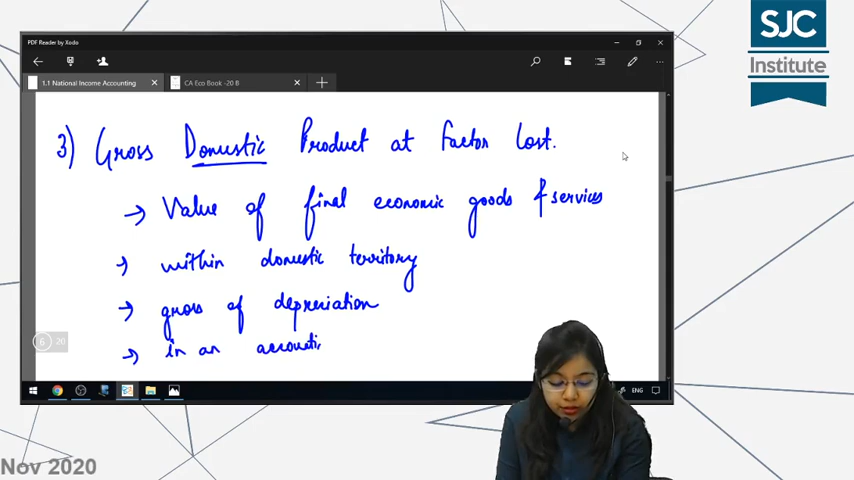 SJC
Institute
PDF Reader by Xodo
1.1 National Income Accounting
CA Eco Book -20 B
3) Gross Domestic Product at Factor Cost.
→ Value of final economic goods & services
→ within domestic territory
→ gross of depreciation
→ in an accounti
6 20
ENG
Nov 2020